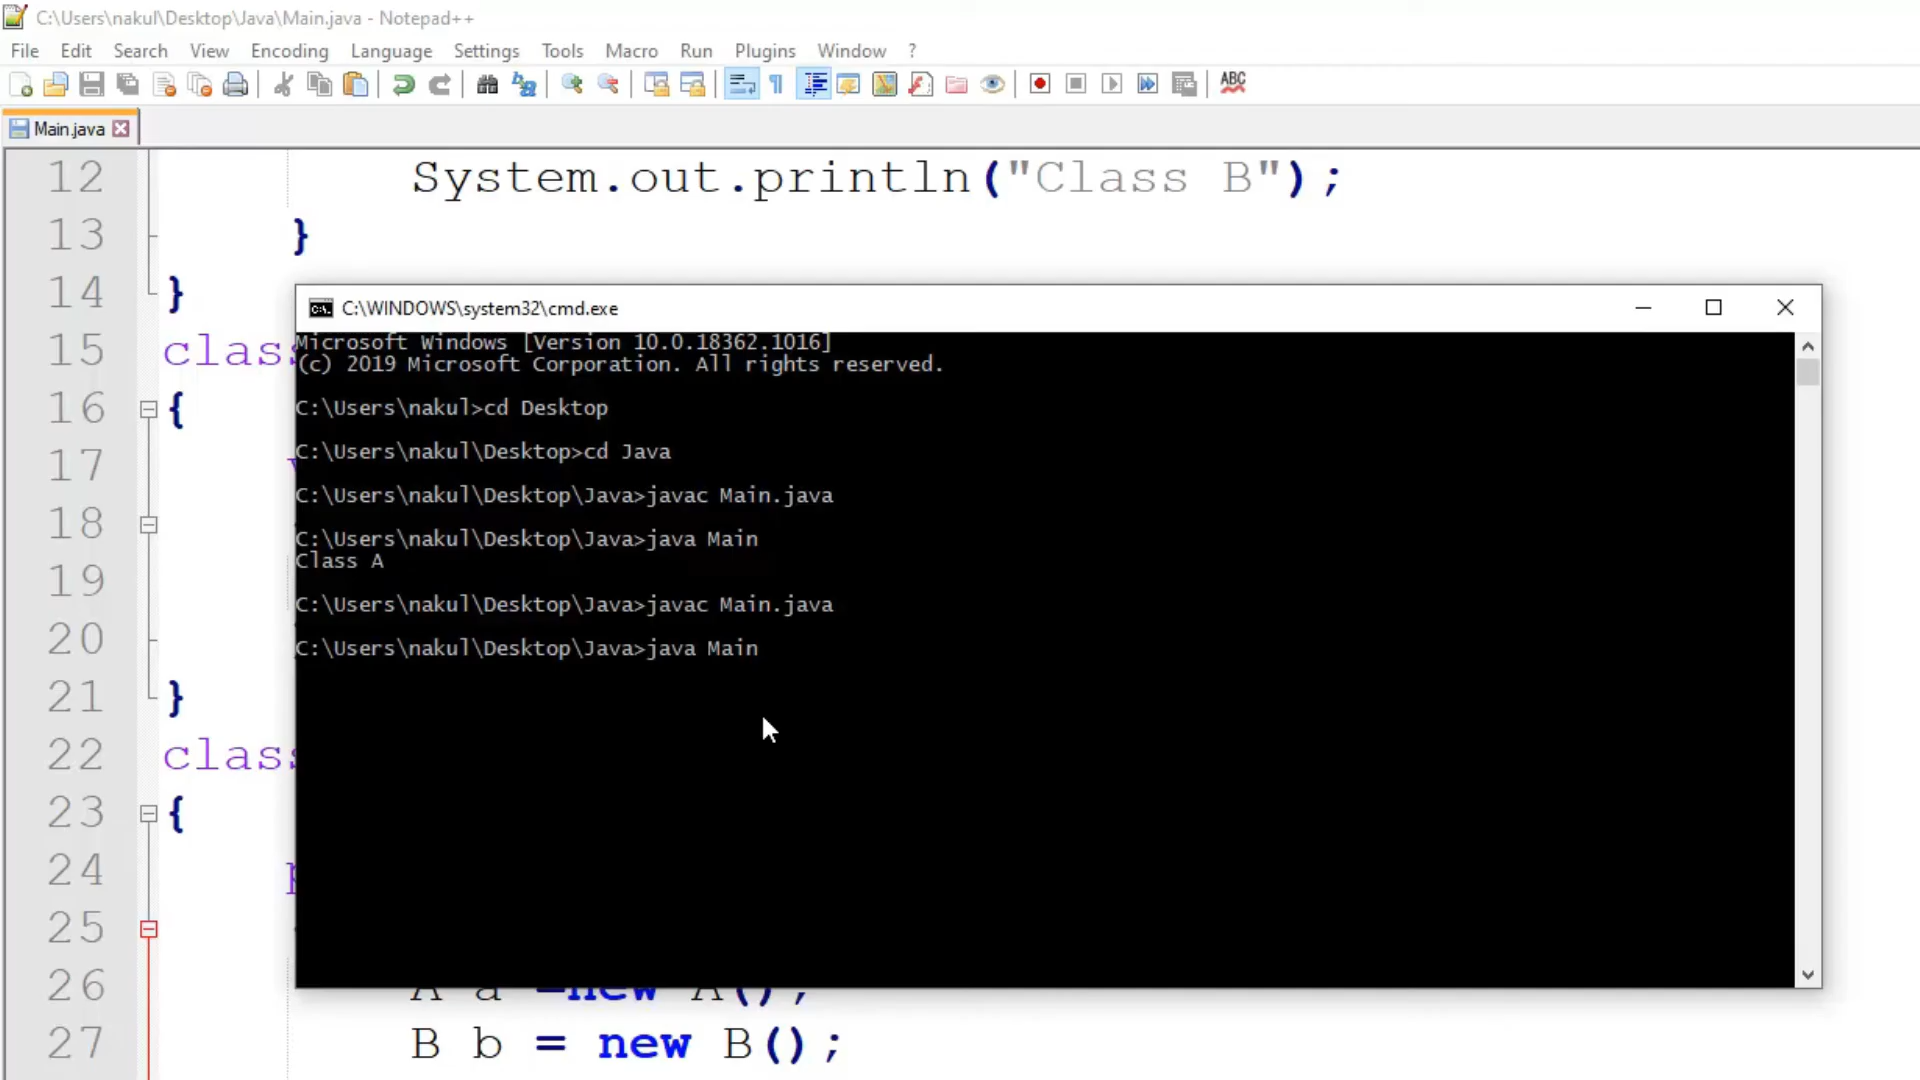 C:\Users\nakul\Desktop\Java\Main.java - Notepad++
File Edit Search View Encoding Language Settings Tools Macro Run Plugins Window ?
ABC
Main.java
12 System.out.println("Class B");
13 }
14 }
C:\WINDOWS\system32\cmd.exe
Microsoft Windows [Version 10.0.18362.1016]
(c) 2019 Microsoft Corporation. All rights reserved.
C:\Users\nakul>cd Desktop
C:\Users\nakul\Desktop>cd Java
C:\Users\nakul\Desktop\Java>javac Main.java
C:\Users\nakul\Desktop\Java>java Main
Class A
C:\Users\nakul\Desktop\Java>javac Main.java
C:\Users\nakul\Desktop\Java>java Main
15 class
16 {
17
18
19
20
21 }
22 class
23 {
24
25
26 A a =new A();
27 B b = new B();